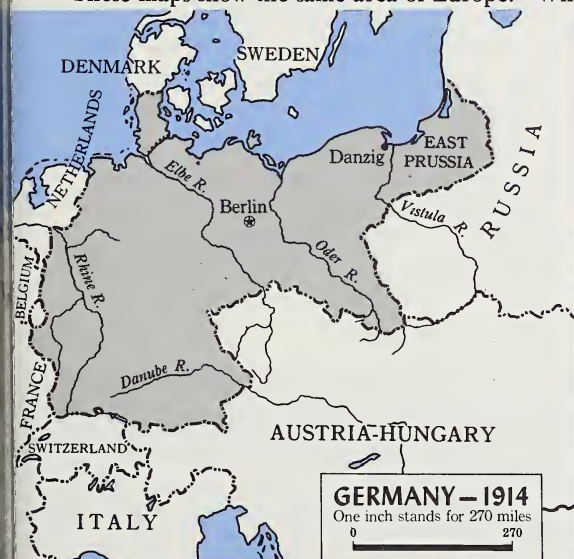 These maps show the same area of Europe.
DENMARK
SWEDEN
NETHERLANDS
Elbe R.
Berlin
Danzig
EAST
PRUSSIA
RUSSIA
Vistula R.
Oder R.
BELGIUM
Rhine R.
Danube R.
FRANCE
SWITZERLAND
AUSTRIA-HUNGARY
ITALY
GERMANY — 1914
One inch stands for 270 miles
0 270